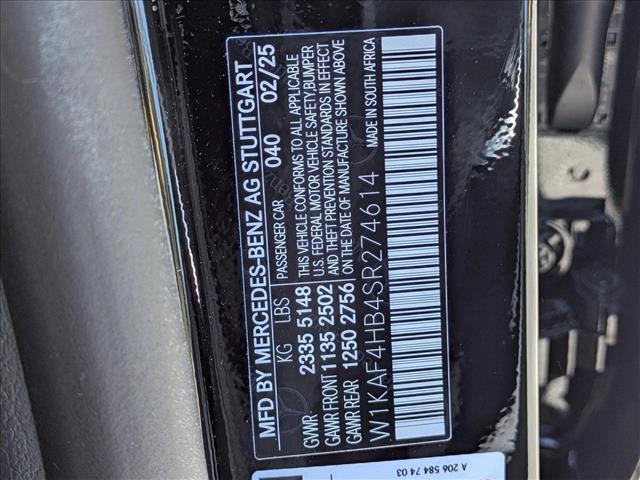 MFD BY MERCEDES-BENZ AG STUTTGART
PASSENGER CAR 040 02/25
KG LBS
GVWR 2335 5148
GAWR FRONT 1135 2502
GAWR REAR 1250 2756
THIS VEHICLE CONFORMS TO ALL APPLICABLE
U.S. FEDERAL MOTOR VEHICLE SAFETY, BUMPER
AND THEFT PREVENTION STANDARDS IN EFFECT
ON THE DATE OF MANUFACTURE SHOWN ABOVE
W1KAF4HB4SR274614
MADE IN SOUTH AFRICA
A 206 584 74 03